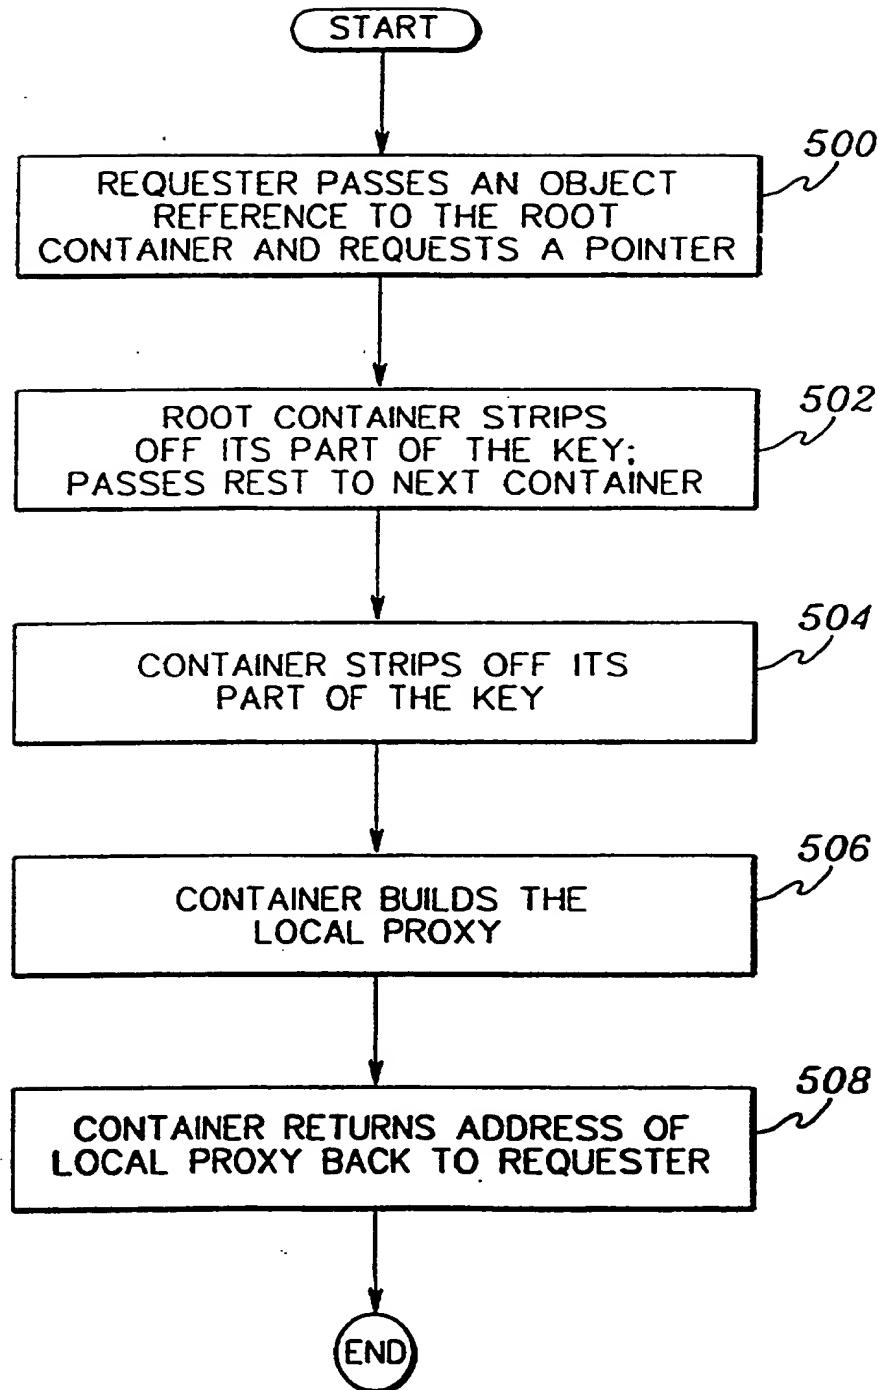 START
500
REQUESTER PASSES AN OBJECT
REFERENCE TO THE ROOT
CONTAINER AND REQUESTS A POINTER
502
ROOT CONTAINER STRIPS
OFF ITS PART OF THE KEY;
PASSES REST TO NEXT CONTAINER
504
CONTAINER STRIPS OFF ITS
PART OF THE KEY
506
CONTAINER BUILDS THE
LOCAL PROXY
508
CONTAINER RETURNS ADDRESS OF
LOCAL PROXY BACK TO REQUESTER
END